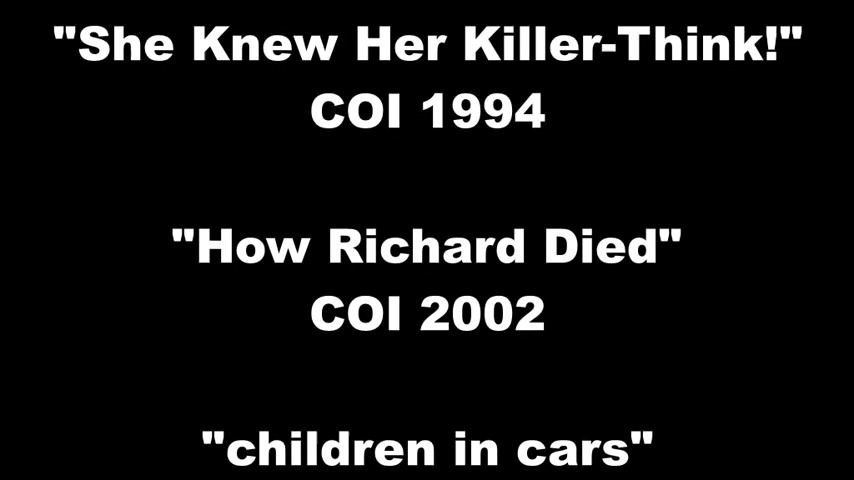 "She Knew Her Killer-Think!"
COI 1994
"How Richard Died"
COI 2002
"children in cars"